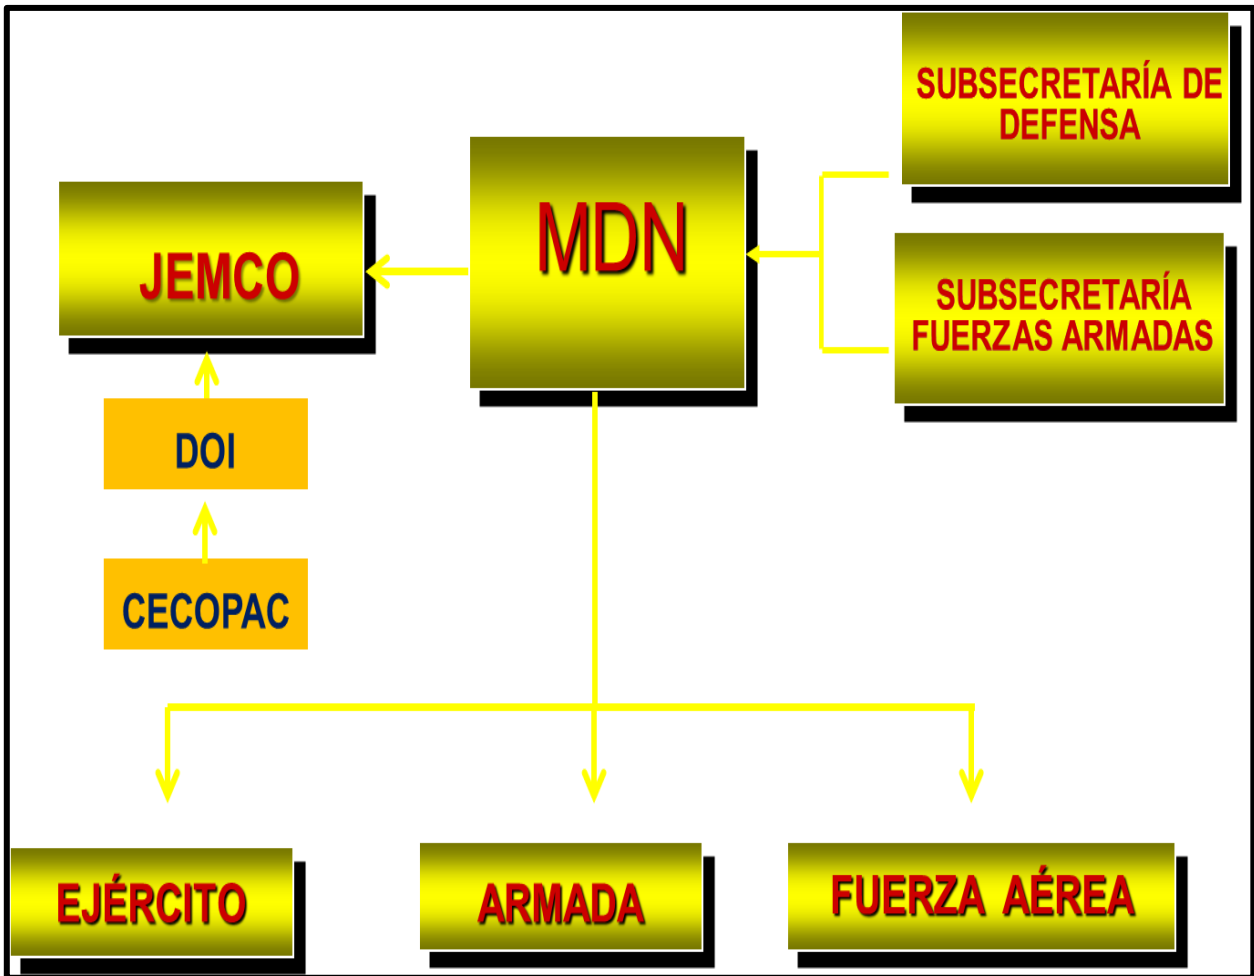 SUBSECRETARÍA DE
DEFENSA
MDN
JEMCO
SUBSECRETARÍA
FUERZAS ARMADAS
DOI
CECOPAC
EJÉRCITO
ARMADA
FUERZA AÉREA